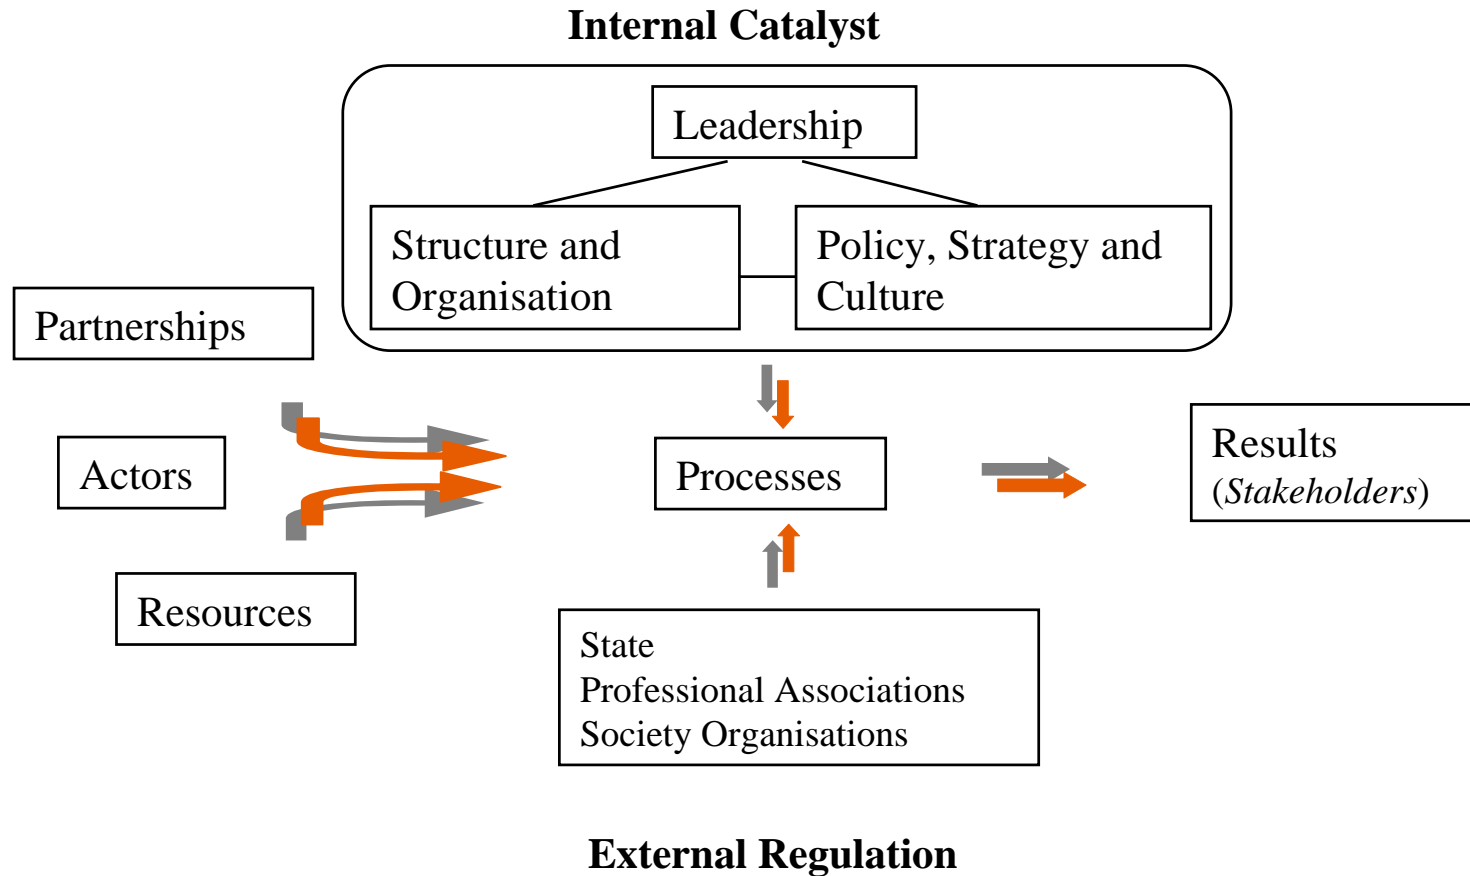 Internal Catalyst
Leadership
Structure and
Organisation
Policy, Strategy and
Culture
Partnerships
Actors
Resources
Processes
Results
(Stakeholders)
State
Professional Associations
Society Organisations
External Regulation